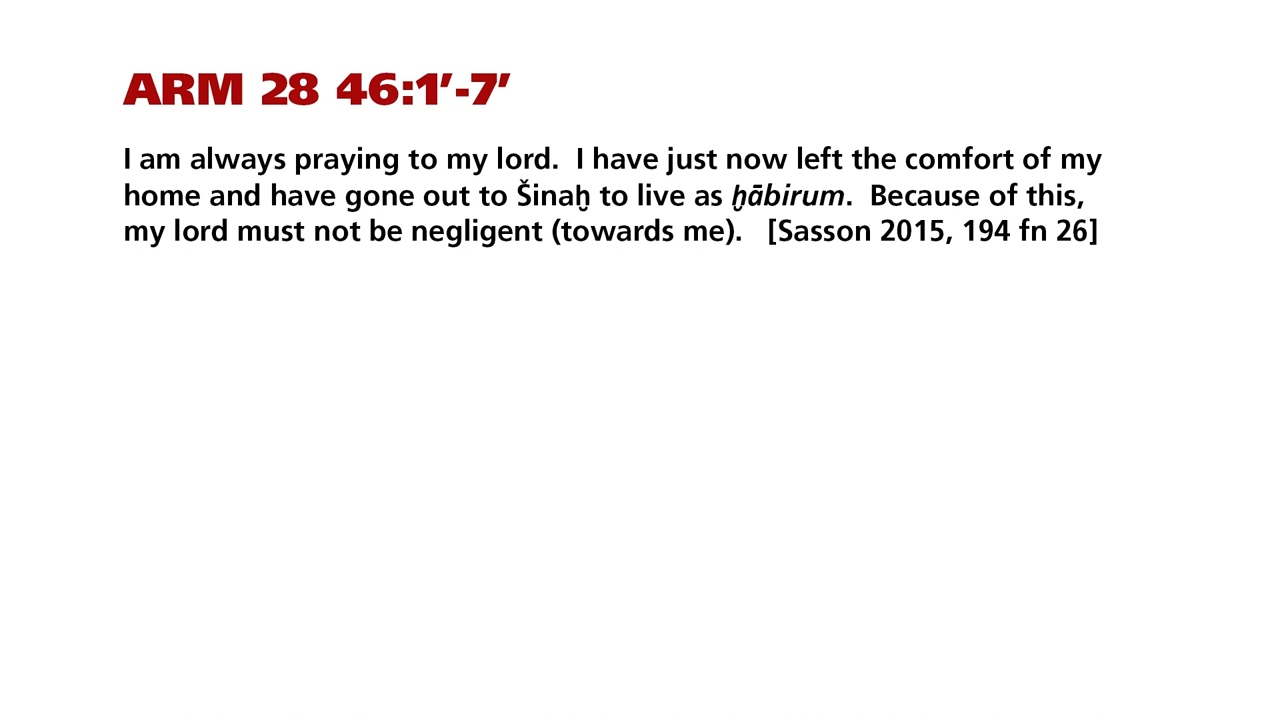 ARM 28 46:1′-7′
I am always praying to my lord.  I have just now left the comfort of my
home and have gone out to Šinaḫ to live as ḫābirum.  Because of this,
my lord must not be negligent (towards me).   [Sasson 2015, 194 fn 26]